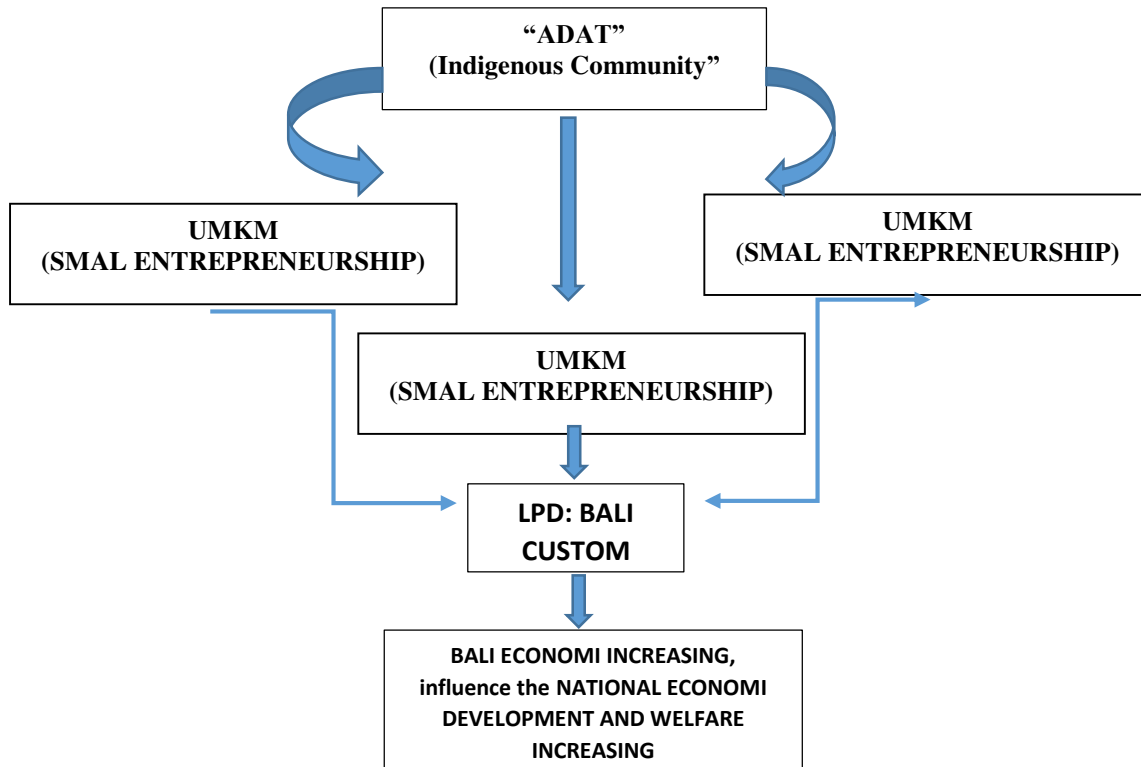 “ADAT”
(Indigenous Community”
UMKM
(SMAL ENTREPRENEURSHIP)
UMKM
(SMAL ENTREPRENEURSHIP)
UMKM
(SMAL ENTREPRENEURSHIP)
LPD: BALI
CUSTOM
BALI ECONOMI INCREASING,
influence the NATIONAL ECONOMI
DEVELOPMENT AND WELFARE
INCREASING